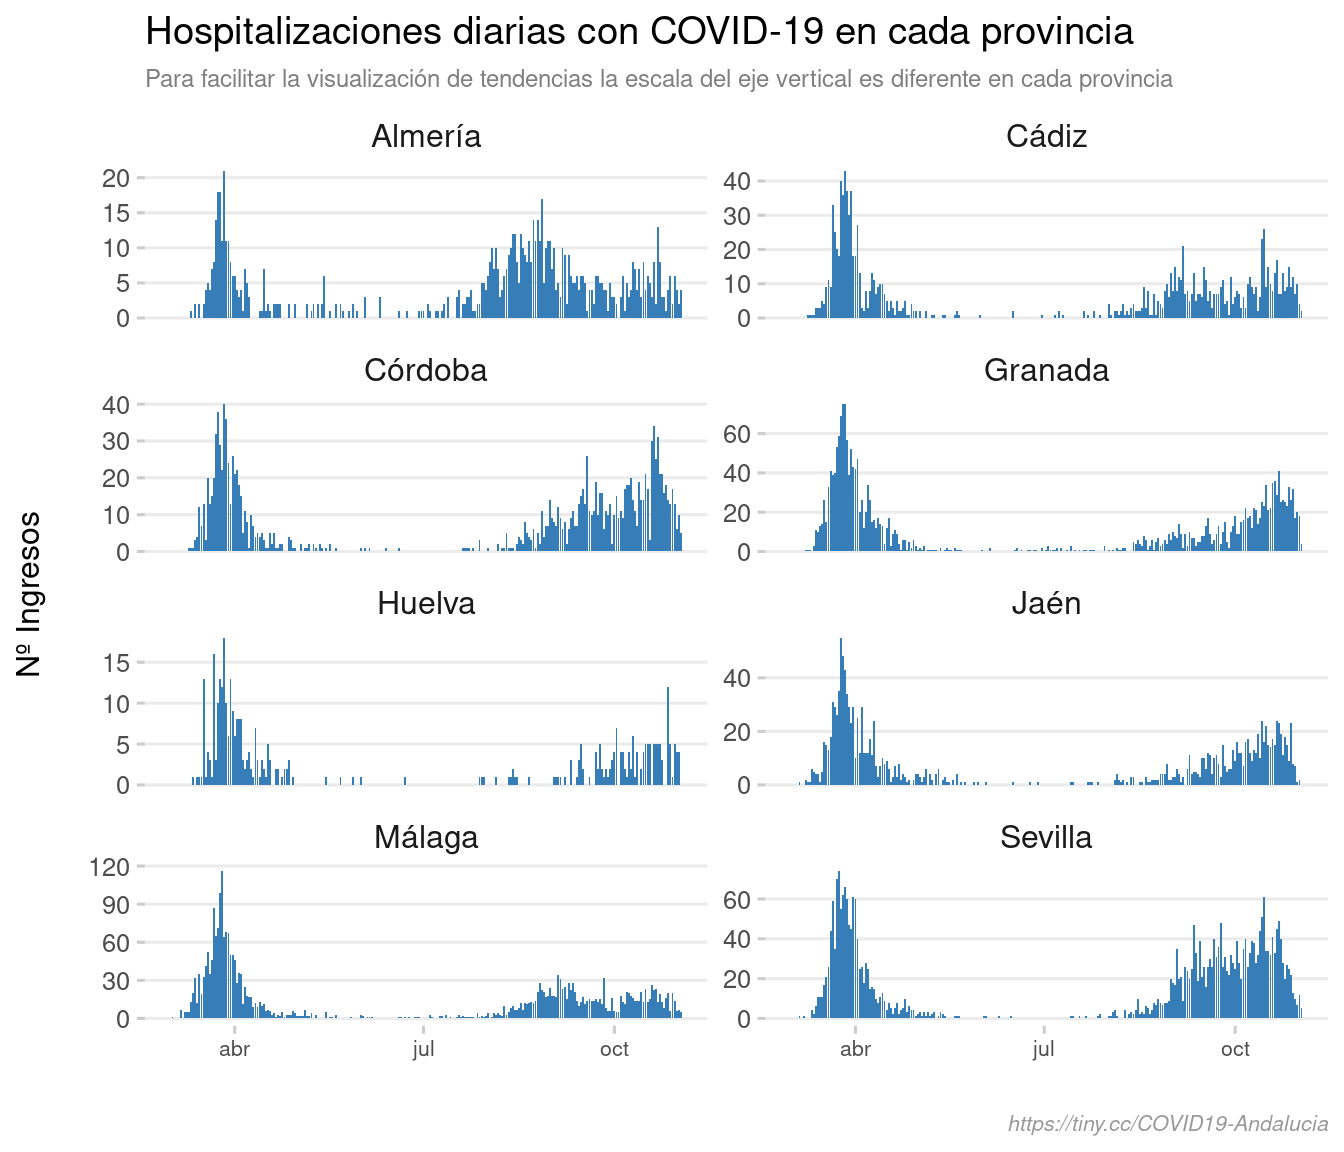 Hospitalizaciones diarias con COVID-19 en cada provincia
Para facilitar la visualización de tendencias la escala del eje vertical es diferente en cada provincia
Nº Ingresos
Almería
20
15
10
5
0
Cádiz
40
30
20
10
0
Córdoba
40
30
20
10
0
Granada
60
40
20
0
Huelva
15
10
5
0
Jaén
40
20
0
Málaga
120
90
60
30
0
abr
jul
oct
Sevilla
60
40
20
0
abr
jul
oct
https://tiny.cc/COVID19-Andalucia